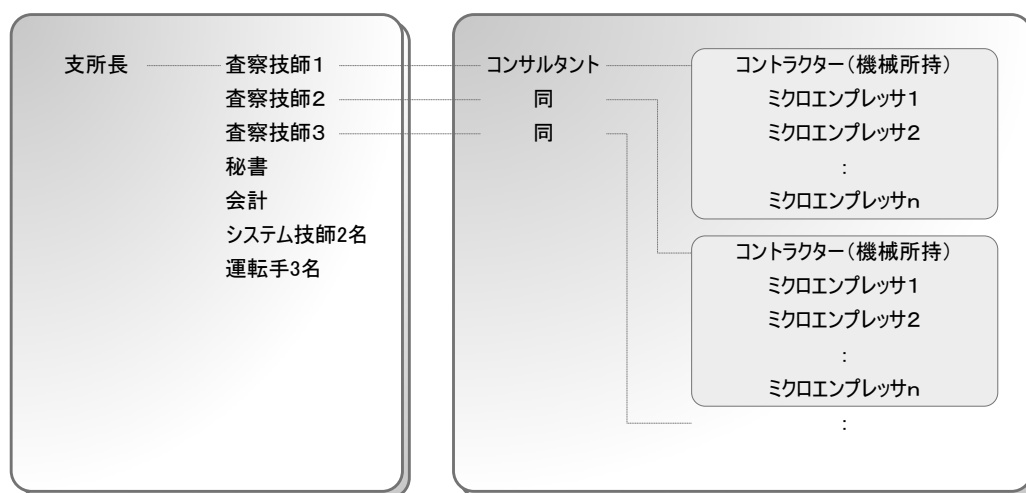 支所長
査察技師1
査察技師2
査察技師3
秘書
会計
システム技師2名
運転手3名
コンサルタント
同
同
コントラクター（機械所持）
ミクロエンプレッサ1
ミクロエンプレッサ2
:
ミクロエンプレッサn
コントラクター（機械所持）
ミクロエンプレッサ1
ミクロエンプレッサ2
:
ミクロエンプレッサn
: